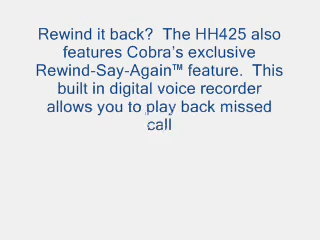 Rewind it back?  The HH425 also
features Cobra’s exclusive
Rewind-Say-Again™ feature.  This
built in digital voice recorder
allows you to play back missed
call